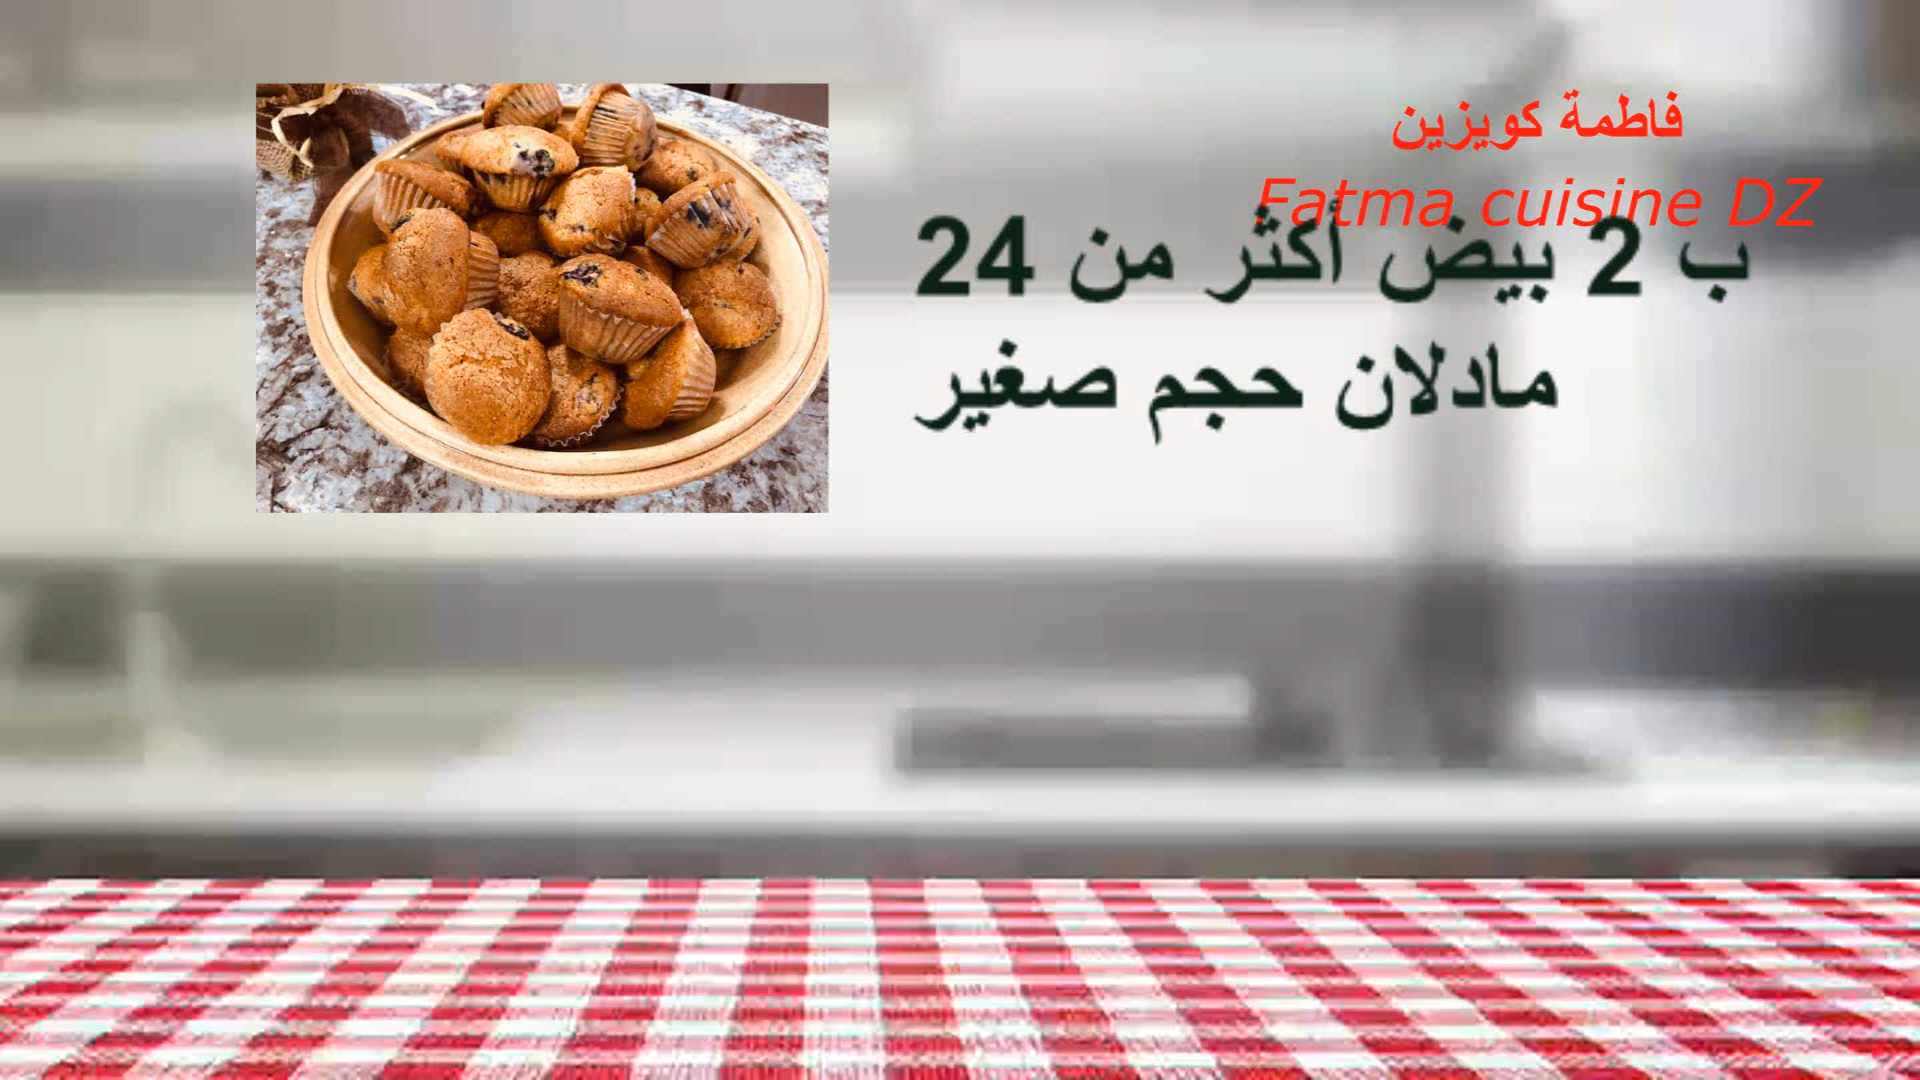 فاطمة كويزين
Fatma cuisine DZ
ب 2 بيض أكثر من 24
مادلان حجم صغير